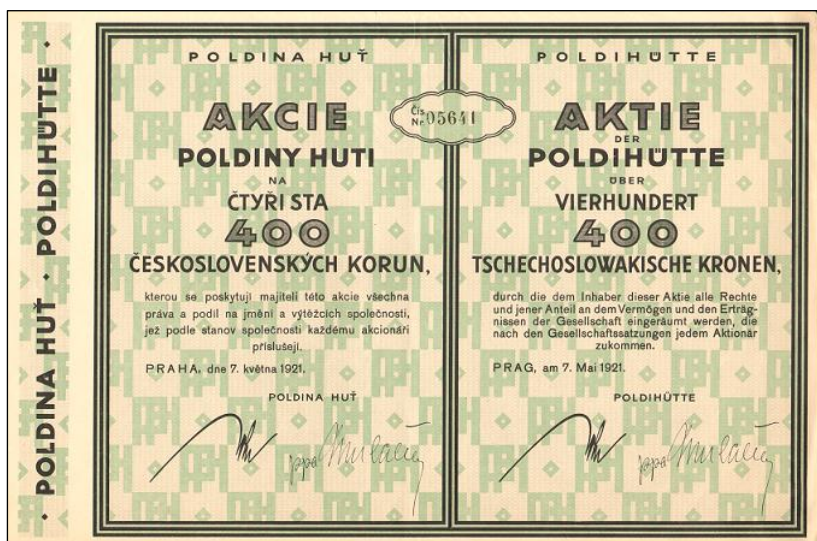 • POLDINA HUŤ • POLDIHÜTTE •
POLDINA HUŤ
AKCIE
POLDINY HUTI
NA
ČTYŘI STA
400
ČESKOSLOVENSKÝCH KORUN,
kterou se poskytují majiteli této akcie všechna
práva a podíl na jmění a výtěžcích společnosti,
jež podle stanov společnosti každému akcionáři
příslušejí.
PRAHA, dne 7. května 1921.
POLDINA HUŤ
ppa
Čís.
Nr. 05641
POLDIHÜTTE
AKTIE
DER
POLDIHÜTTE
ÜBER
VIERHUNDERT
400
TSCHECHOSLOWAKISCHE KRONEN,
durch die dem Inhaber dieser Aktie alle Rechte
und jener Anteil an dem Vermögen und den Erträg-
nissen der Gesellschaft eingeräumt werden, die
nach den Gesellschaftssatzungen jedem Aktionär
zukommen.
PRAG, am 7. Mai 1921.
POLDIHÜTTE
ppa